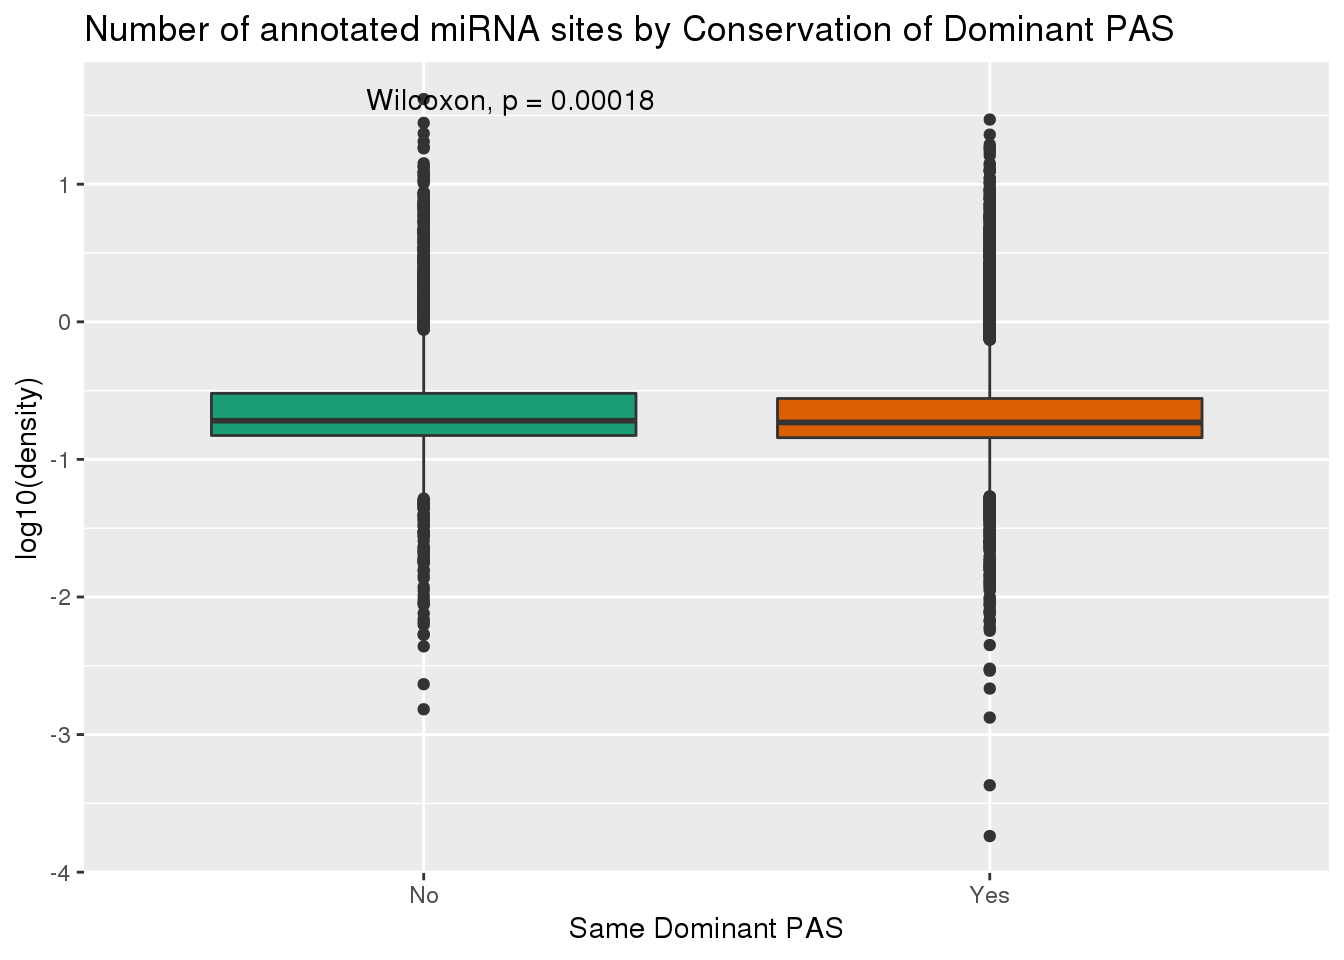 Number of annotated miRNA sites by Conservation of Dominant PAS
Wilcoxon, p = 0.00018
1
0
-1
-2
-3
-4
log10(density)
No
Yes
Same Dominant PAS